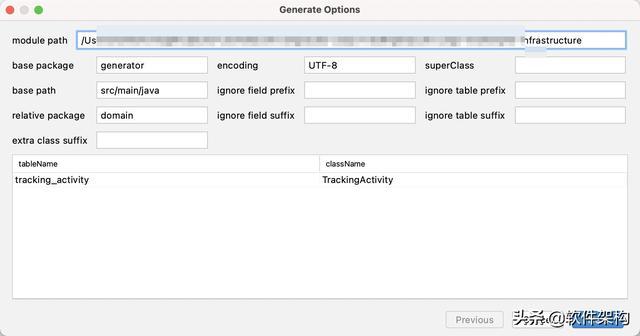 Generate Options
module path /Us nfrastructure
base package generator encoding UTF-8 superClass
base path src/main/java ignore field prefix ignore table prefix
relative package domain ignore field suffix ignore table suffix
extra class suffix
tableName className
tracking_activity TrackingActivity
Previous
头条 @软件架构